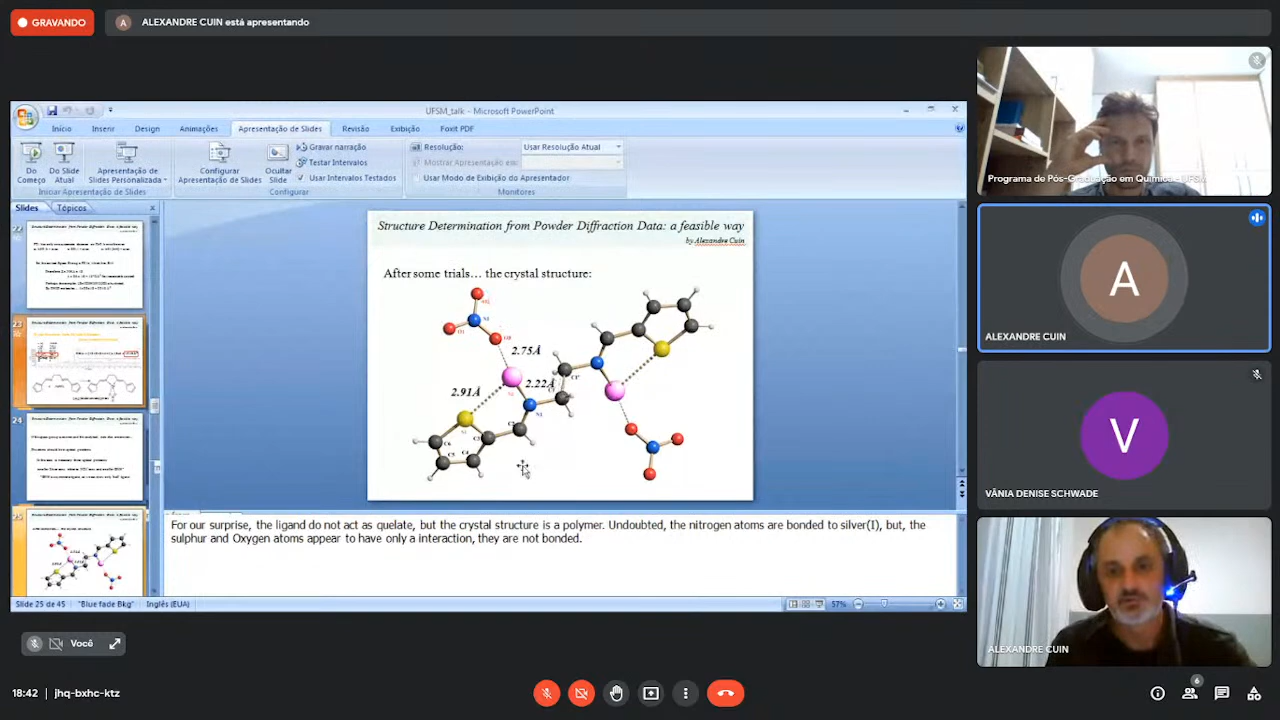 GRAVANDO
A
ALEXANDRE CUIN está apresentando
UFSM_talk - Microsoft PowerPoint
Início Inserir Design Animações Apresentação de Slides Revisão Exibição Foxit PDF
Do Começo
Do Slide Atual
Apresentação de Slides Personalizada
Iniciar Apresentação de Slides
Configurar Apresentação de Slides
Ocultar Slide
Gravar narração
Testar Intervalos
Usar Intervalos Testados
Configurar
Resolução: Usar Resolução Atual
Mostrar Apresentação em:
Usar Modo de Exibição do Apresentador
Monitores
Slides Tópicos
22
23
24
25
Structure Determination from Powder Diffraction Data: a feasible way
by Alexandre Cuin
After some trials... the crystal structure:
2.75Å
2.91Å
2.22Å
For our surprise, the ligand do not act as quelate, but the crystal structure is a polymer. Undoubted, the nitrogen atoms are bonded to silver(I), but, the
sulphur and Oxygen atoms appear to have only a interaction, they are not bonded.
Slide 25 de 45 "Blue fade Bkg" Inglês (EUA)
57%
Programa de Pós-Graduação em Química - UFSM
A
ALEXANDRE CUIN
V
VÂNIA DENISE SCHWADE
ALEXANDRE CUIN
Você
18:42 | jhq-bxhc-ktz
6